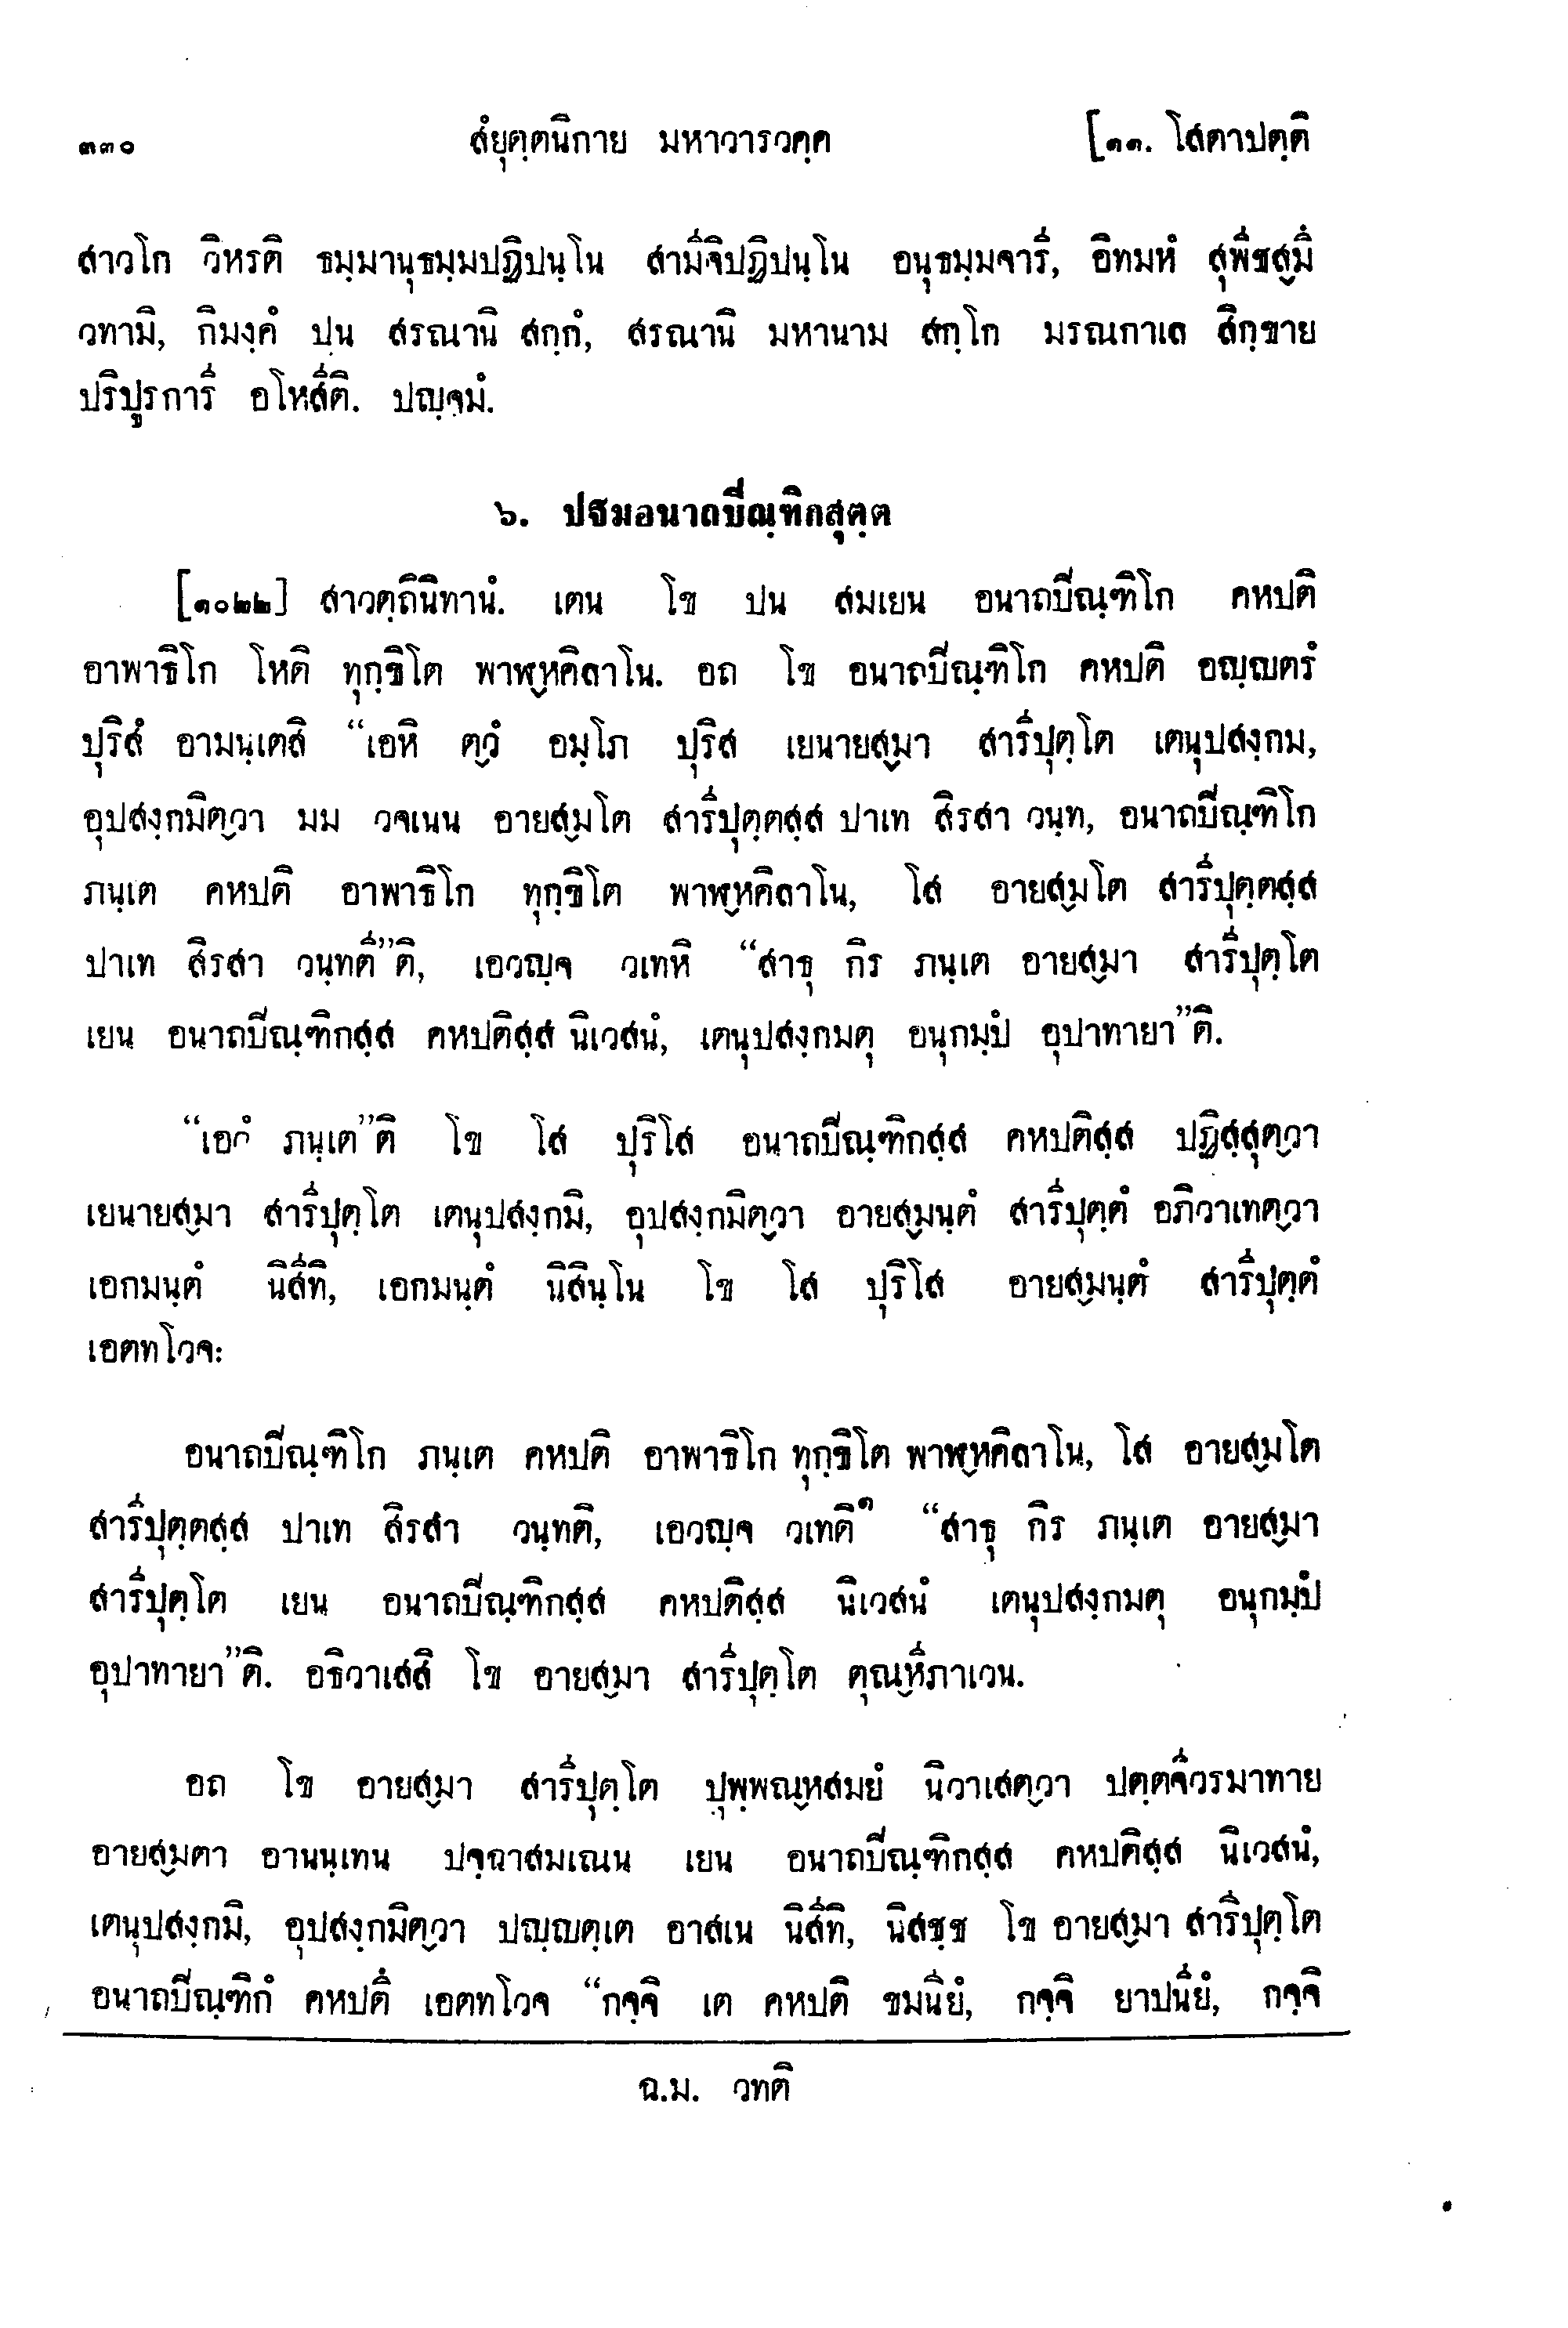 ๓๓๐ สํยุตฺตนิกาย มหาวารวคฺค [๑๑. โสตาปตฺติ
สาวโก วิหรติ ธมฺมานุธมฺมปฏิปนฺโน สามีจิปฏิปนฺโน อนุธมฺมจารี, อิทมหํ สุพีชสฺมึ
วทามิ, กิมงฺคํ ปน สรณานิ สกฺกํ, สรณานิ มหานาม สกฺโก มรณกาเล สิกฺขาย
ปริปูรการี อโหสีติ. ปญฺจมํ.
๖. ปฐมอนาถปีณฺฑิกสุตฺต
[๑๐๒๒] สาวตฺถินิทานํ. เตน โข ปน สมเยน อนาถปีณฺฑิโก คหปติ
อาพาธิโก โหติ ทุกฺขิโต พาฬฺหคิลาโน. อถ โข อนาถปีณฺฑิโก คหปติ อญฺญตรํ
ปุริสํ อามนฺเตสิ “เอหิ ตฺวํ อมฺโภ ปุริส เยนายสฺมา สารีปุตฺโต เตนุปสงฺกม,
อุปสงฺกมิตฺวา มม วจเนน อายสฺมโต สารีปุตฺตสฺส ปาเท สิรสา วนฺท, อนาถปีณฺฑิโก
ภนฺเต คหปติ อาพาธิโก ทุกฺขิโต พาฬฺหคิลาโน, โส อายสฺมโต สารีปุตฺตสฺส
ปาเท สิรสา วนฺทตี”ติ, เอวญฺจ วเทหิ “สาธุ กิร ภนฺเต อายสฺมา สารีปุตฺโต
เยน อนาถปีณฺฑิกสฺส คหปติสฺส นิเวสนํ, เตนุปสงฺกมตุ อนุกมฺปํ อุปาทายา”ติ.
“เอวํ ภนฺเต”ติ โข โส ปุริโส อนาถปีณฺฑิกสฺส คหปติสฺส ปฏิสฺสุตฺวา
เยนายสฺมา สารีปุตฺโต เตนุปสงฺกมิ, อุปสงฺกมิตฺวา อายสฺมนฺตํ สารีปุตฺตํ อภิวาเทตฺวา
เอกมนฺตํ นิสีทิ, เอกมนฺตํ นิสินฺโน โข โส ปุริโส อายสฺมนฺตํ สารีปุตฺตํ
เอตทโวจ:
อนาถปีณฺฑิโก ภนฺเต คหปติ อาพาธิโก ทุกฺขิโต พาฬฺหคิลาโน, โส อายสฺมโต
สารีปุตฺตสฺส ปาเท สิรสา วนฺทติ, เอวญฺจ วเทติ๑ “สาธุ กิร ภนฺเต อายสฺมา
สารีปุตฺโต เยน อนาถปีณฺฑิกสฺส คหปติสฺส นิเวสนํ เตนุปสงฺกมตุ อนุกมฺปํ
อุปาทายา”ติ. อธิวาเสสิ โข อายสฺมา สารีปุตฺโต ตุณฺหีภาเวน.
อถ โข อายสฺมา สารีปุตฺโต ปุพฺพณฺหสมยํ นิวาเสตฺวา ปตฺตจีวรมาทาย
อายสฺมตา อานนฺเทน ปจฺฉาสมเณน เยน อนาถปีณฺฑิกสฺส คหปติสฺส นิเวสนํ,
เตนุปสงฺกมิ, อุปสงฺกมิตฺวา ปญฺญตฺเต อาสเน นิสีทิ, นิสชฺช โข อายสฺมา สารีปุตฺโต
อนาถปีณฺฑิกํ คหปตึ เอตทโวจ “กจฺจิ เต คหปติ ขมนียํ, กจฺจิ ยาปนียํ, กจฺจิ
ฉ.ม. วทติ